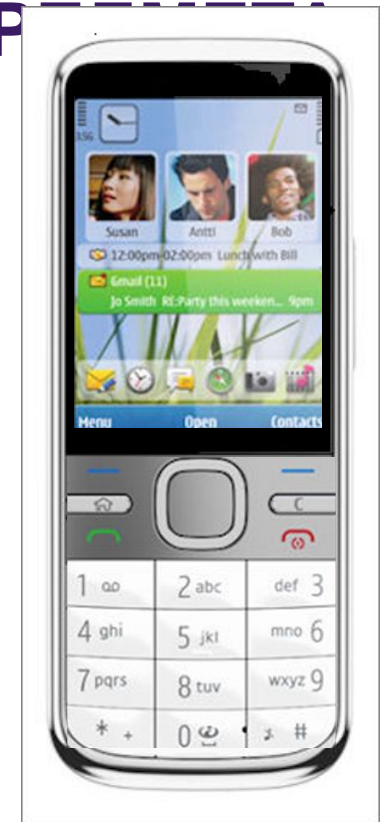 3.5G
Susan Antti Bob
12:00pm-02:00pm Lunch with Bill
Gmail (11)
Jo Smith RE:Party this weeken... 9pm
Menu Open Contacts
C
1 2 abc def 3
4 ghi 5 jkl mno 6
7 pqrs 8 tuv wxyz 9
* + 0 #